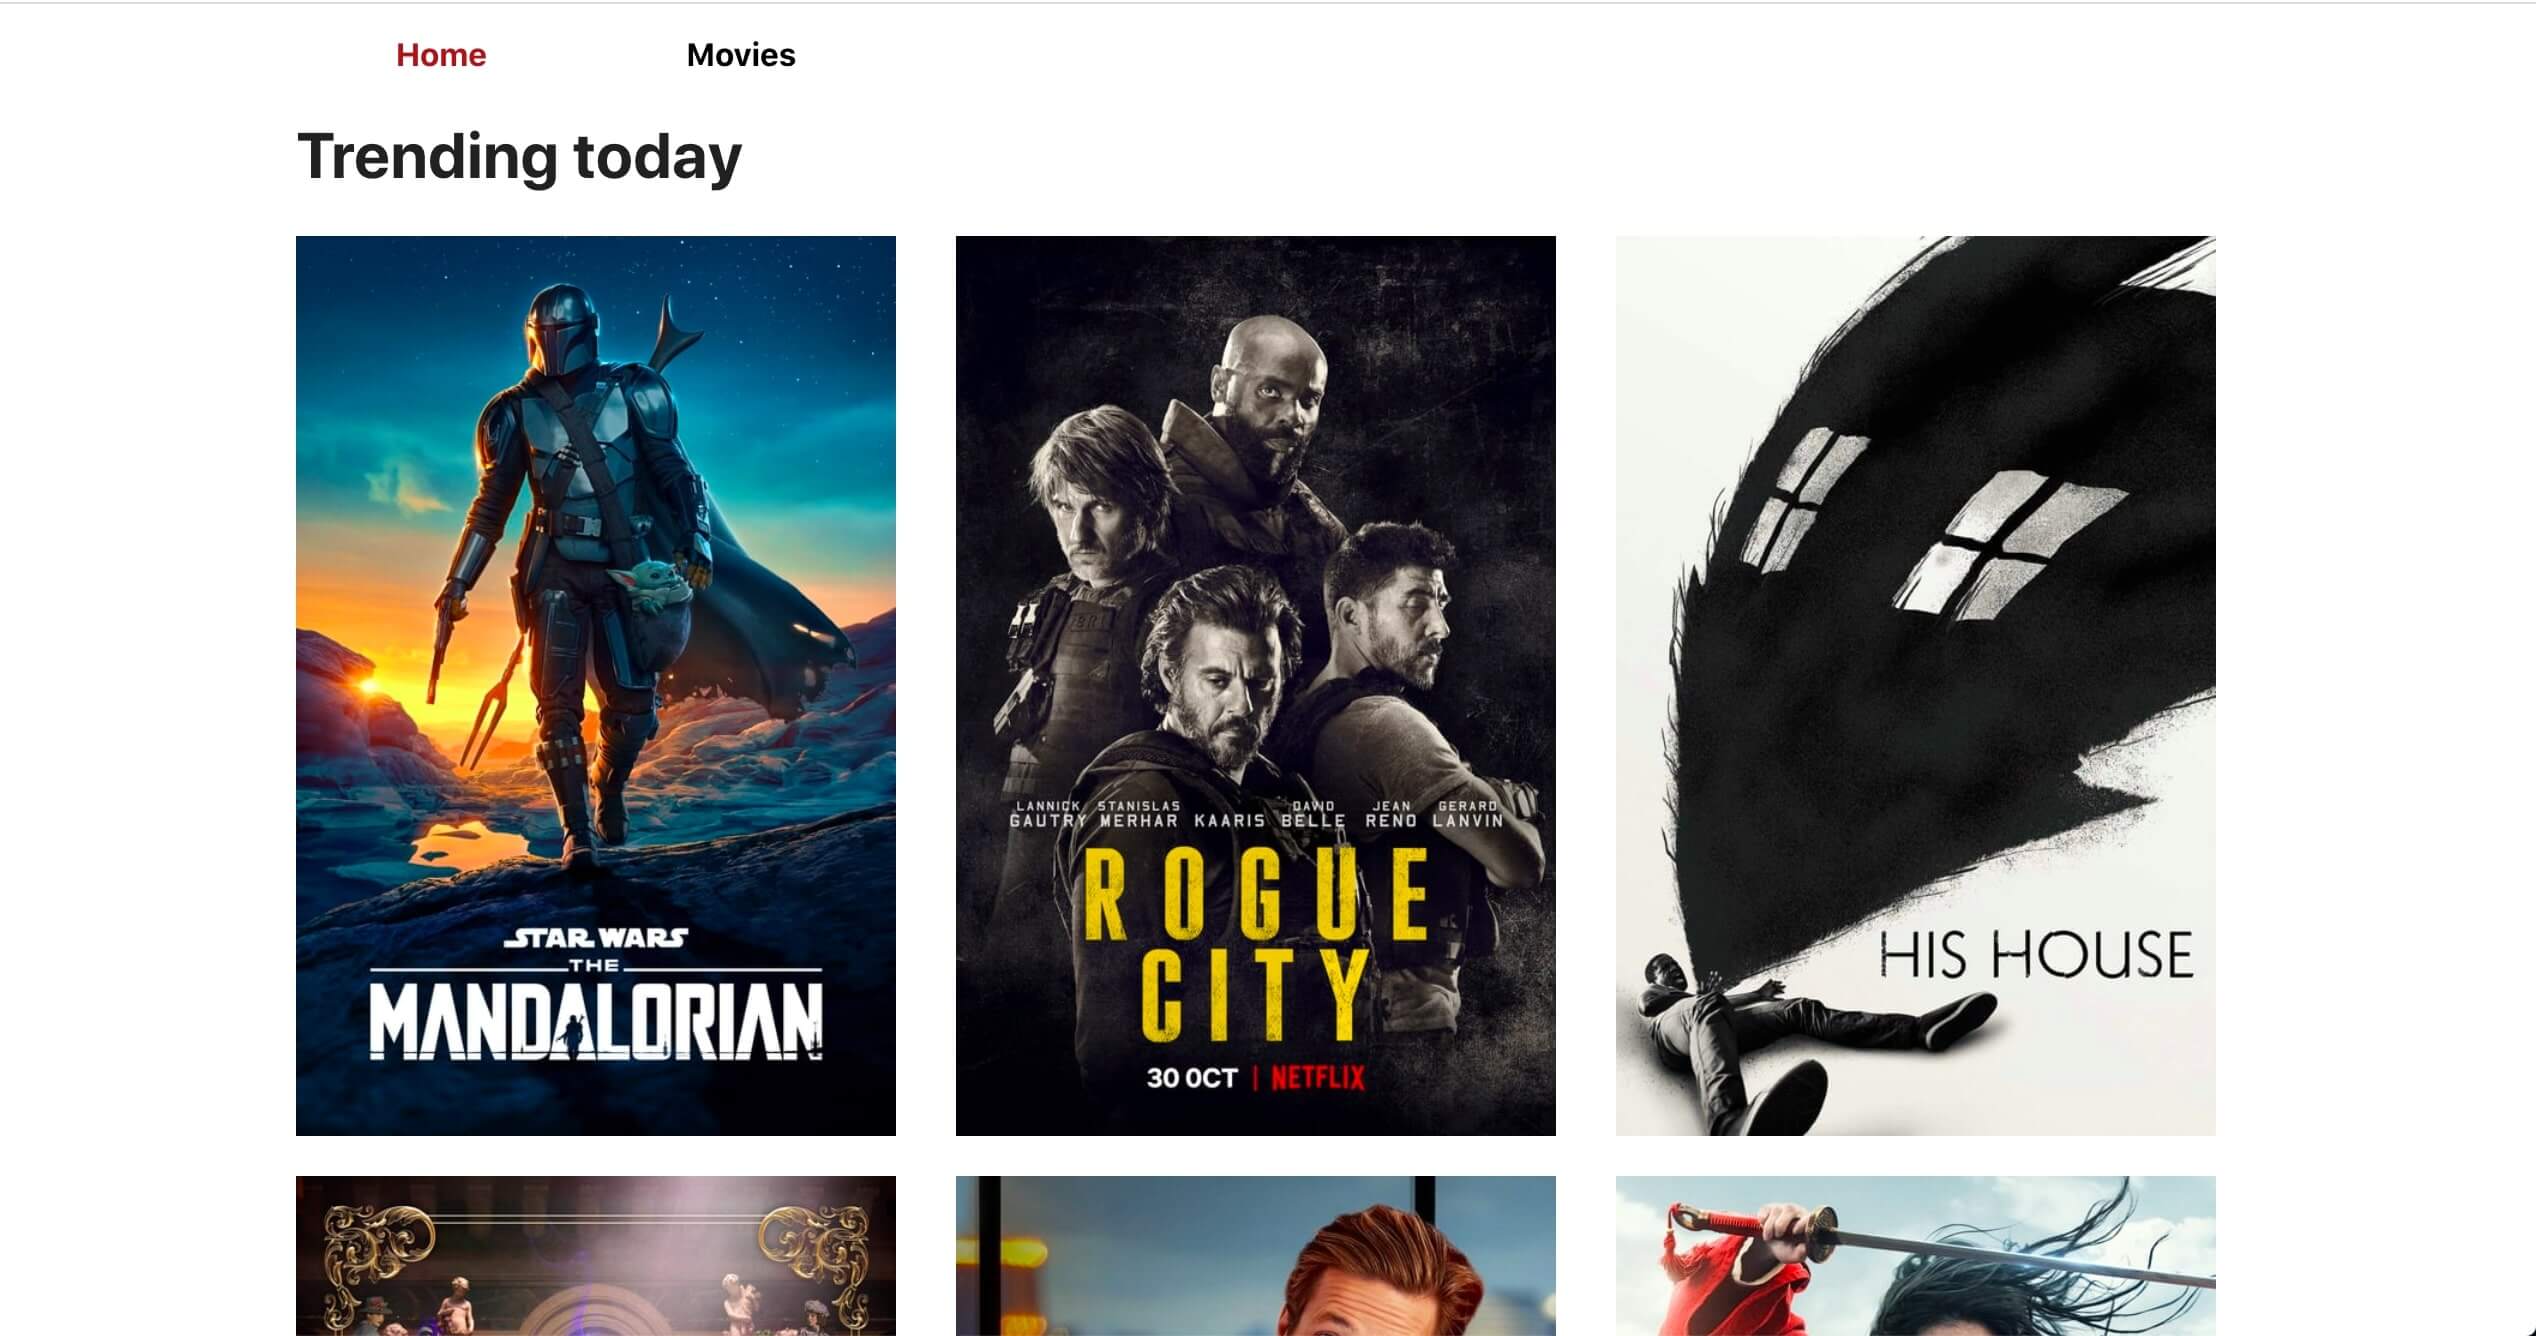 Home Movies
Trending today
STAR WARS
THE
MANDALORIAN
LANNICK STANISLAS DAVID JEAN GERARD
GAUTRY MERHAR KAARIS BELLE RENO LANVIN
ROGUE
CITY
30 OCT | NETFLIX
HIS HOUSE